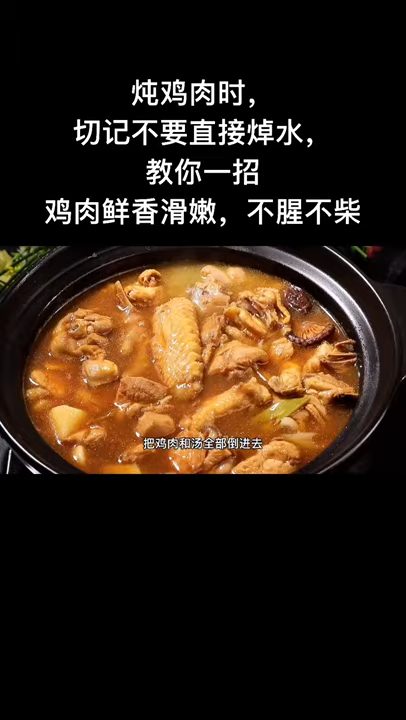 炖鸡肉时，
切记不要直接焯水，
教你一招
鸡肉鲜香滑嫩，不腥不柴
把鸡肉和汤全部倒进去